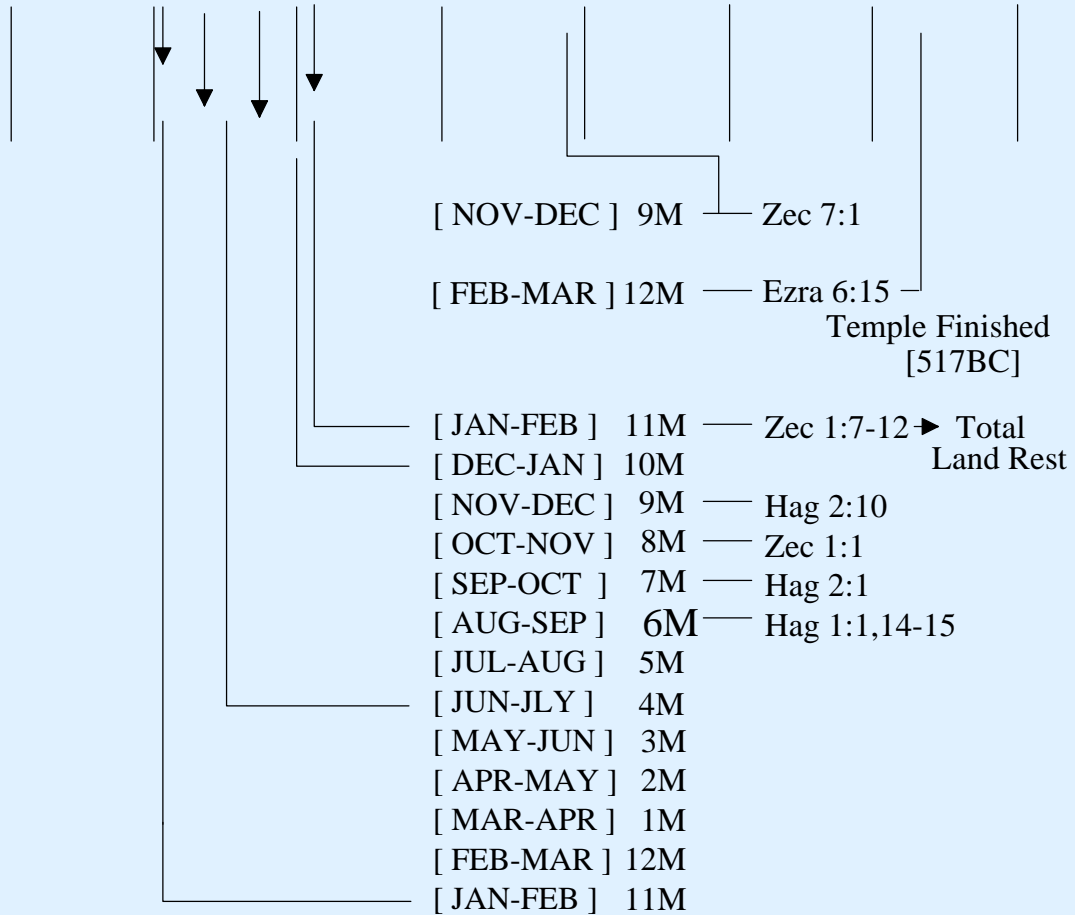 [ NOV-DEC ] 9M Zec 7:1
[ FEB-MAR ] 12M Ezra 6:15
Temple Finished
[517BC]
[ JAN-FEB ] 11M Zec 1:7-12 Total
Land Rest
[ DEC-JAN ] 10M
[ NOV-DEC ] 9M Hag 2:10
[ OCT-NOV ] 8M Zec 1:1
[ SEP-OCT ] 7M Hag 2:1
[ AUG-SEP ] 6M Hag 1:1,14-15
[ JUL-AUG ] 5M
[ JUN-JLY ] 4M
[ MAY-JUN ] 3M
[ APR-MAY ] 2M
[ MAR-APR ] 1M
[ FEB-MAR ] 12M
[ JAN-FEB ] 11M